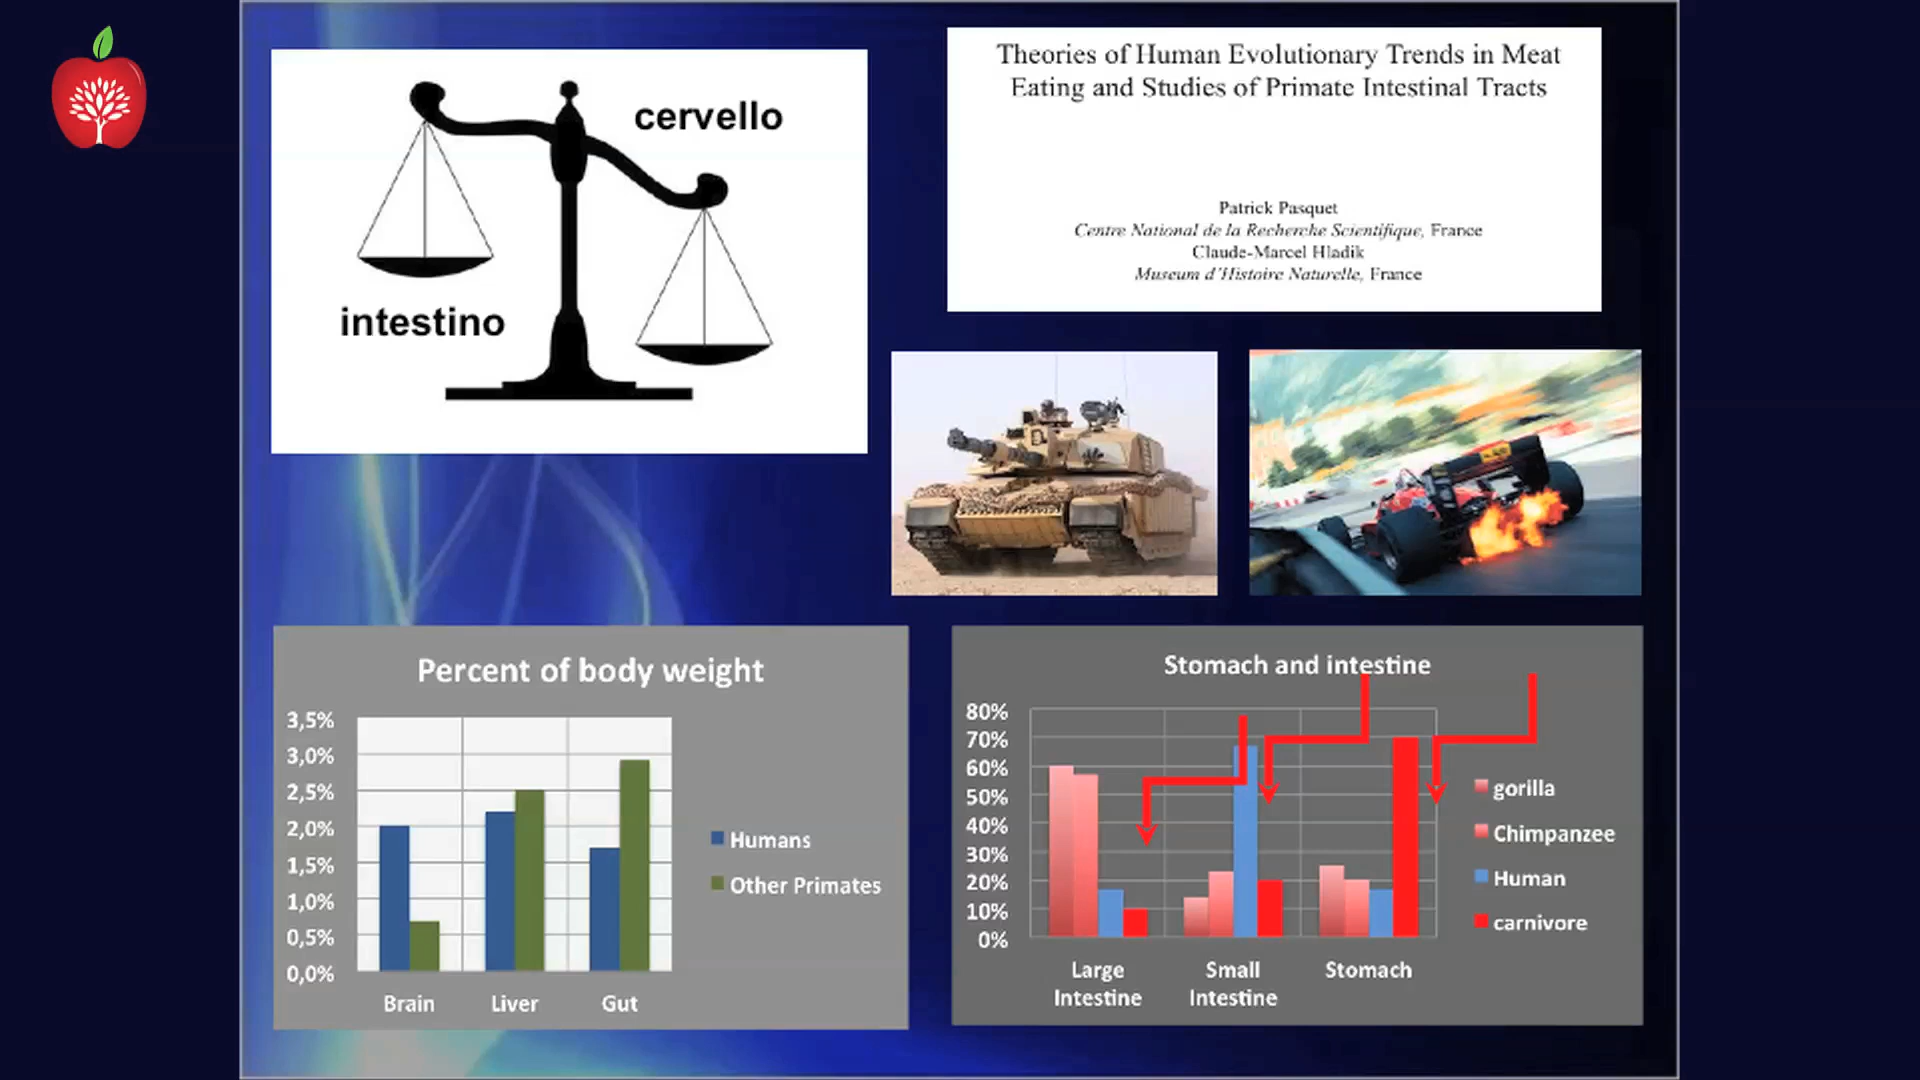 cervello
intestino
Theories of Human Evolutionary Trends in Meat
Eating and Studies of Primate Intestinal Tracts
Patrick Pasquet
Centre National de la Recherche Scientifique, France
Claude-Marcel Hladik
Museum d'Histoire Naturelle, France
Percent of body weight
3,5%
3,0%
2,5%
2,0%
1,5%
1,0%
0,5%
0,0%
Brain
Liver
Gut
Humans
Other Primates
Stomach and intestine
80%
70%
60%
50%
40%
30%
20%
10%
0%
Large
Intestine
Small
Intestine
Stomach
gorilla
Chimpanzee
Human
carnivore